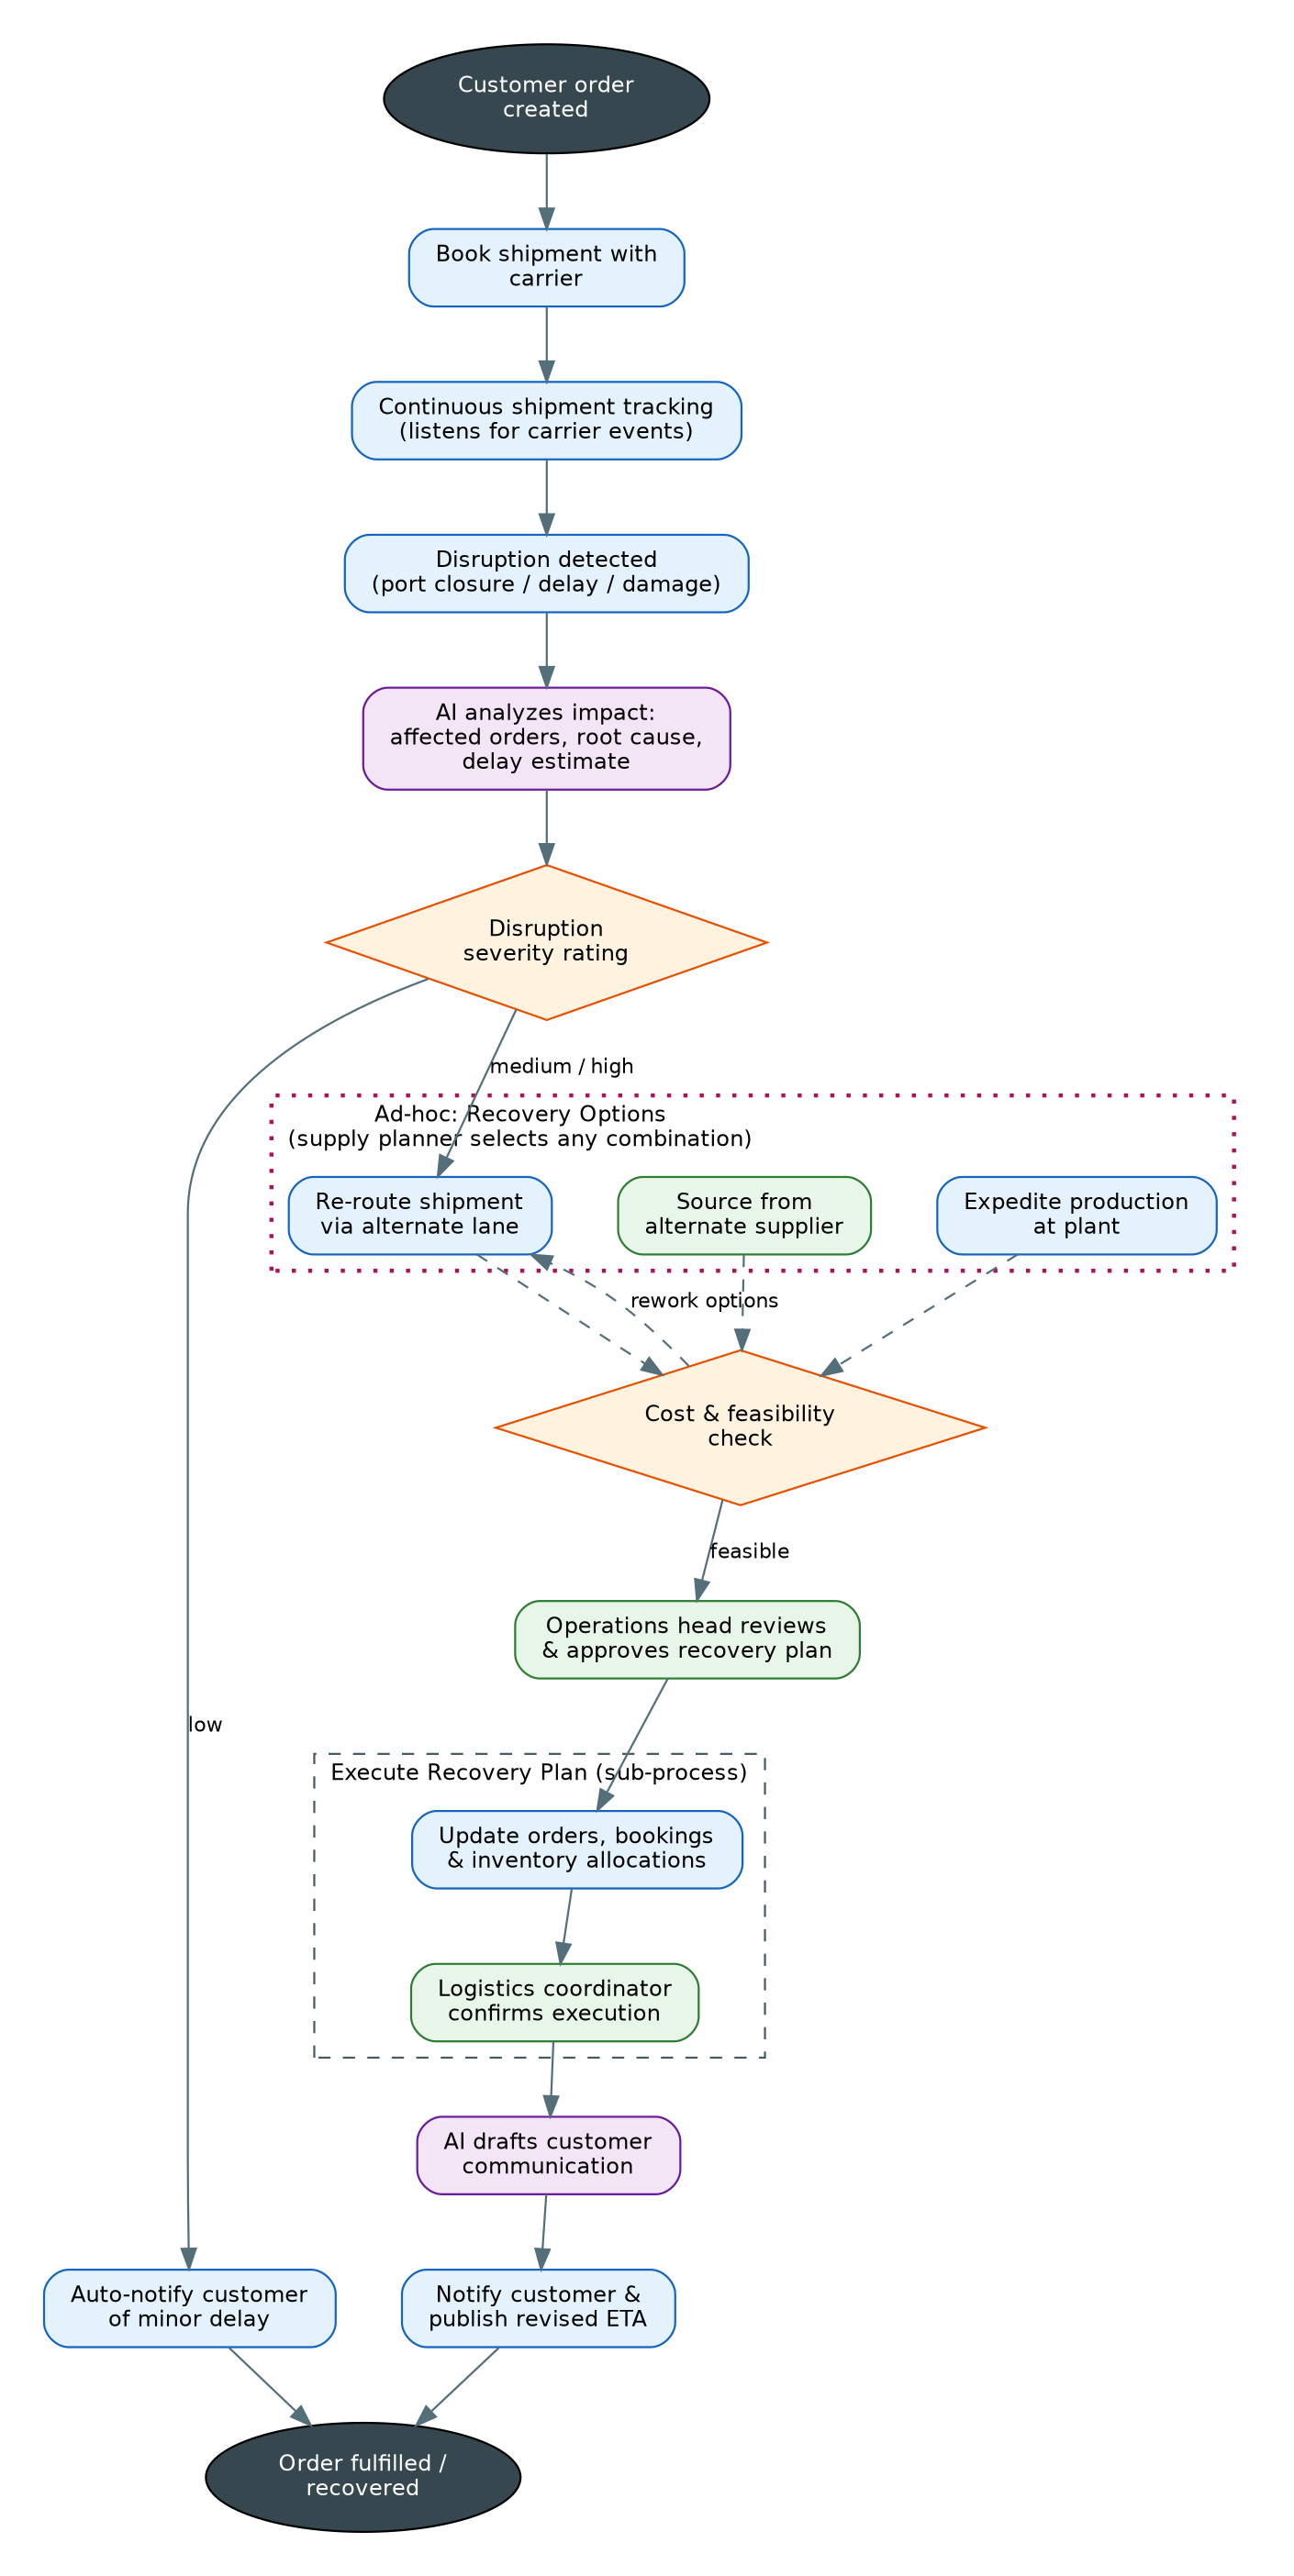 Customer order
created
Book shipment with
carrier
Continuous shipment tracking
(listens for carrier events)
Disruption detected
(port closure / delay / damage)
AI analyzes impact:
affected orders, root cause,
delay estimate
Disruption
severity rating
medium / high
Ad-hoc: Recovery Options
(supply planner selects any combination)
Re-route shipment
via alternate lane
Source from
alternate supplier
Expedite production
at plant
rework options
Cost & feasibility
check
feasible
Operations head reviews
& approves recovery plan
low
Execute Recovery Plan (sub-process)
Update orders, bookings
& inventory allocations
Logistics coordinator
confirms execution
AI drafts customer
communication
Auto-notify customer
of minor delay
Notify customer &
publish revised ETA
Order fulfilled /
recovered